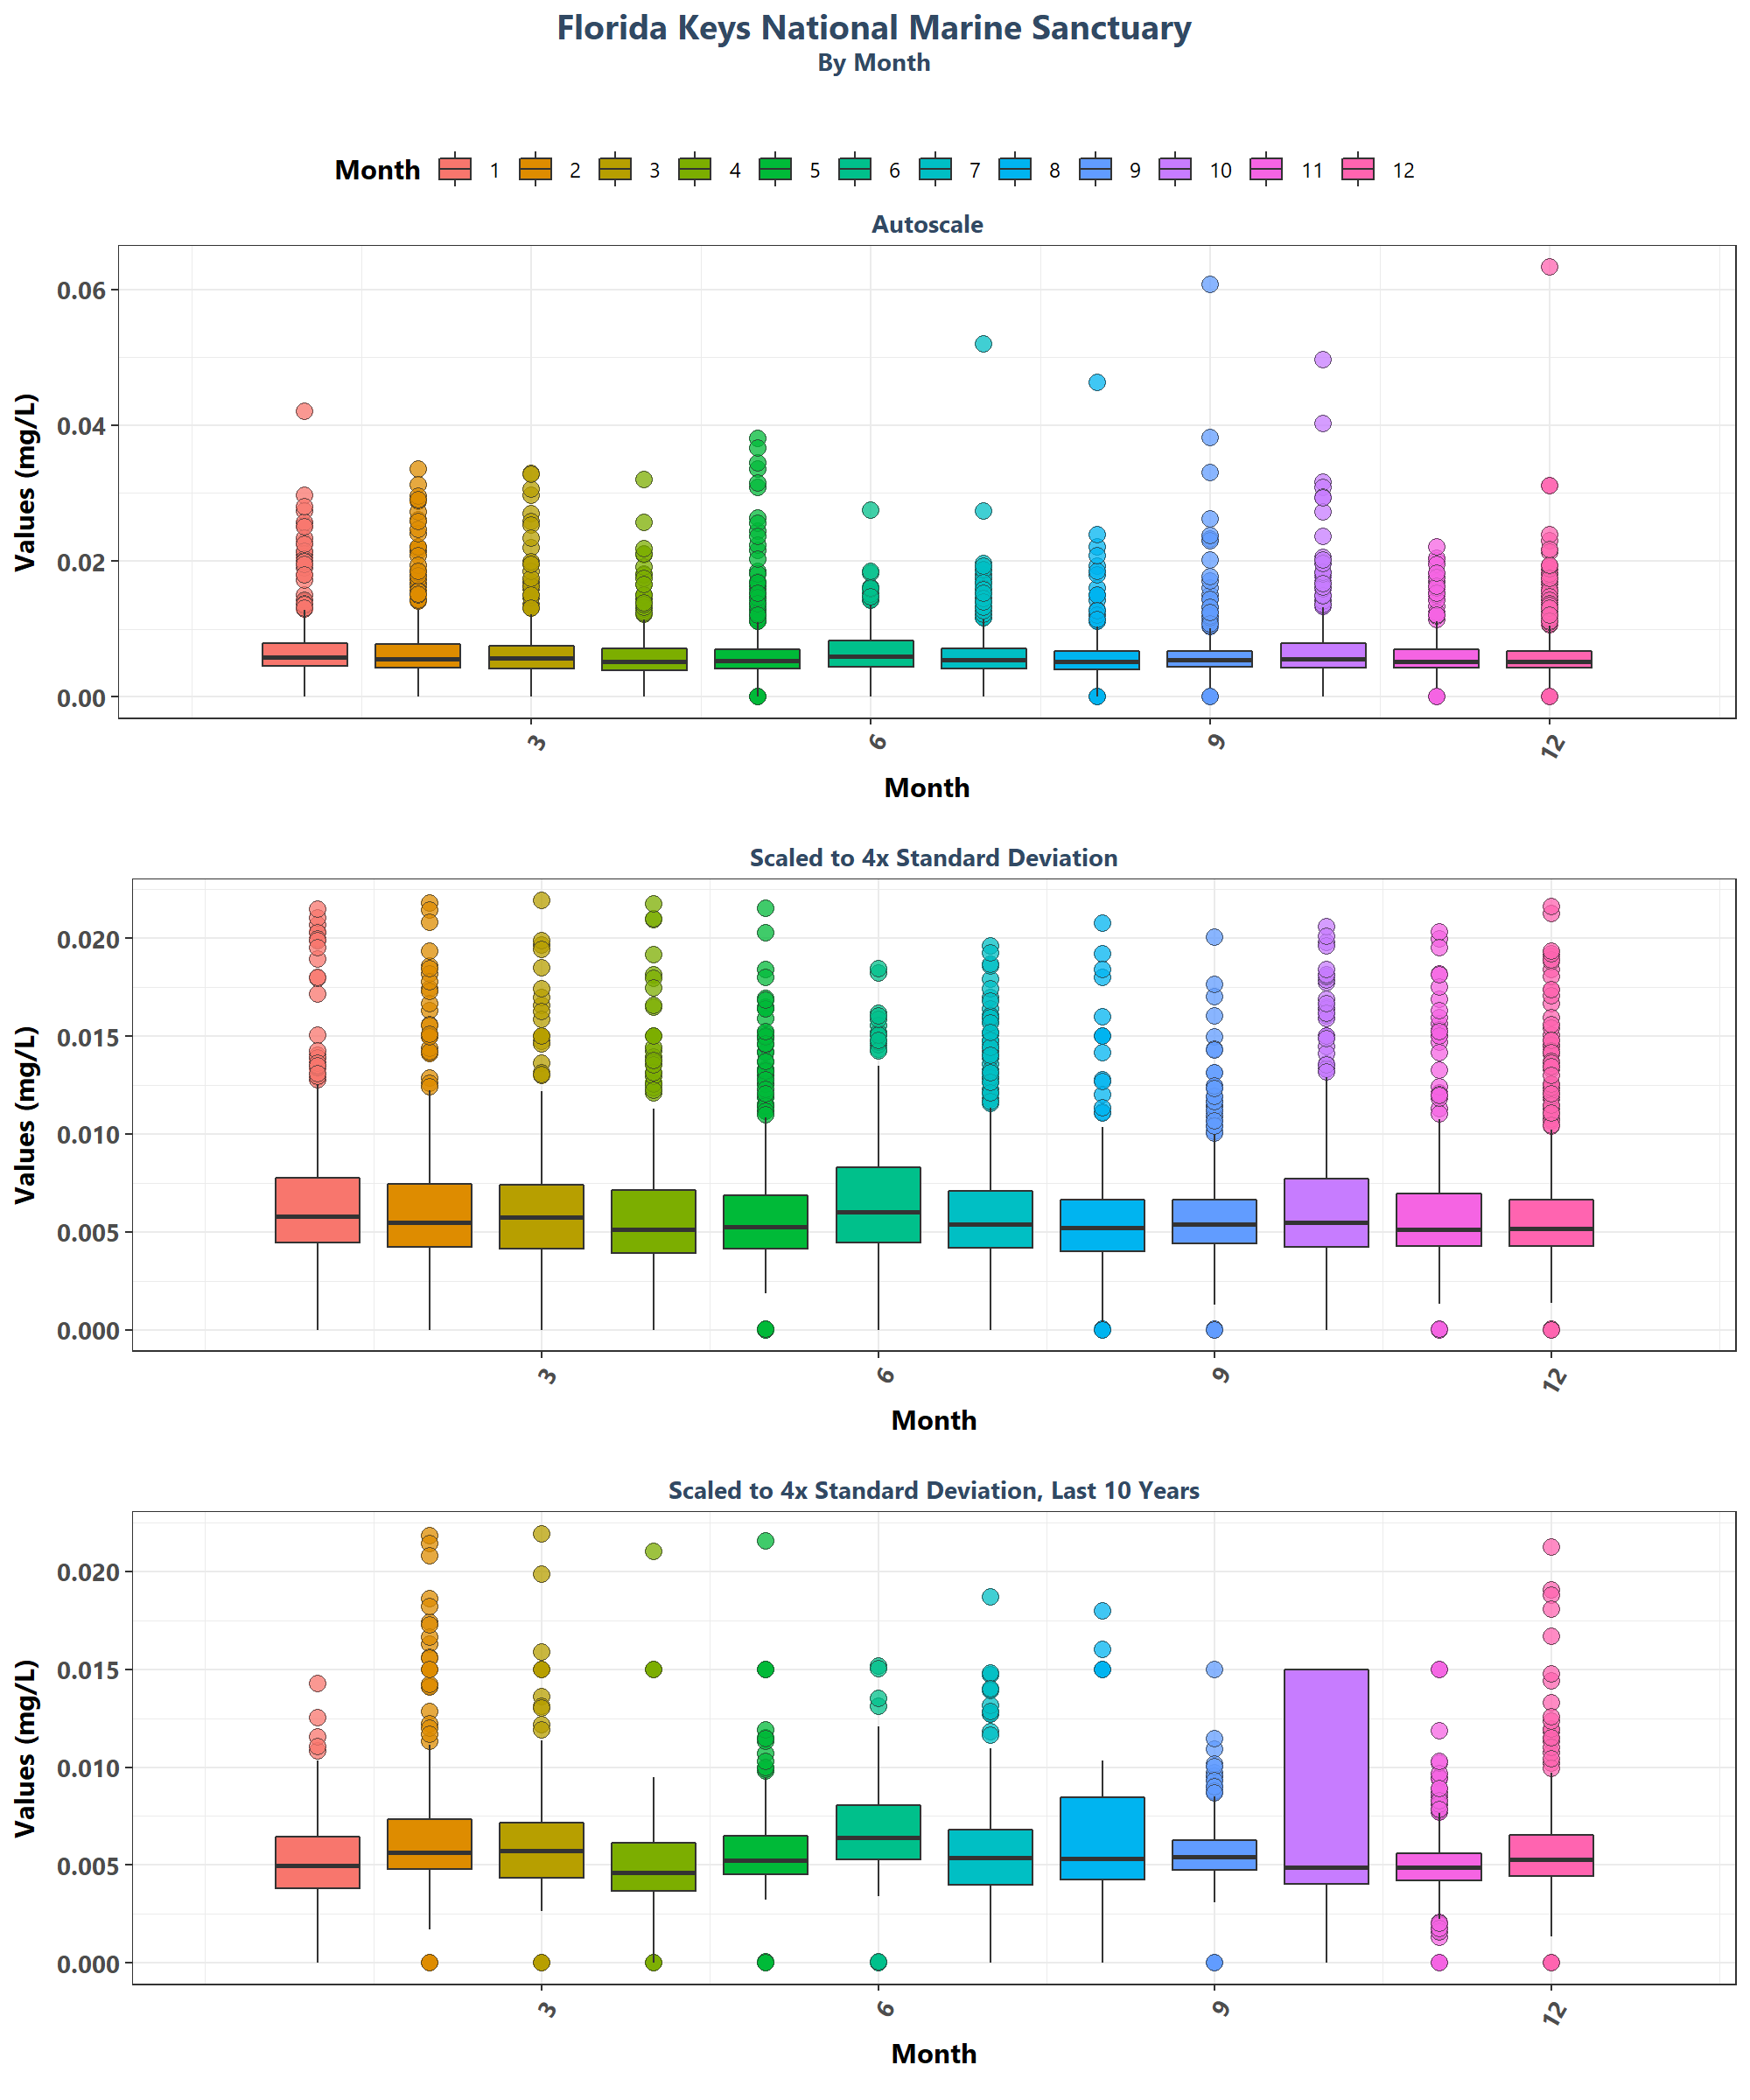 Florida Keys National Marine Sanctuary
By Month
Month 1 2 3 4 5 6 7 8 9 10 11 12
Autoscale
Values (mg/L)
0.06
0.04
0.02
0.00
3 6 9 12
Month
Scaled to 4x Standard Deviation
Values (mg/L)
0.020
0.015
0.010
0.005
0.000
3 6 9 12
Month
Scaled to 4x Standard Deviation, Last 10 Years
Values (mg/L)
0.020
0.015
0.010
0.005
0.000
3 6 9 12
Month